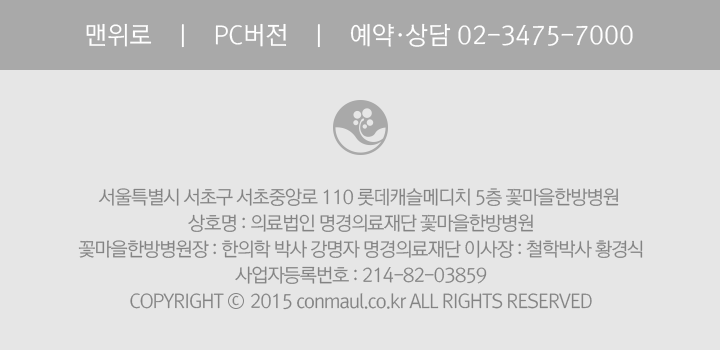 맨위로 | PC버전 | 예약·상담 02-3475-7000
서울특별시 서초구 서초중앙로 110 롯데캐슬메디치 5층 꽃마을한방병원
상호명 : 의료법인 명경의료재단 꽃마을한방병원
꽃마을한방병원장 : 한의학 박사 강명자 명경의료재단 이사장 : 철학박사 황경식
사업자등록번호 : 214-82-03859
COPYRIGHT © 2015 conmaul.co.kr ALL RIGHTS RESERVED